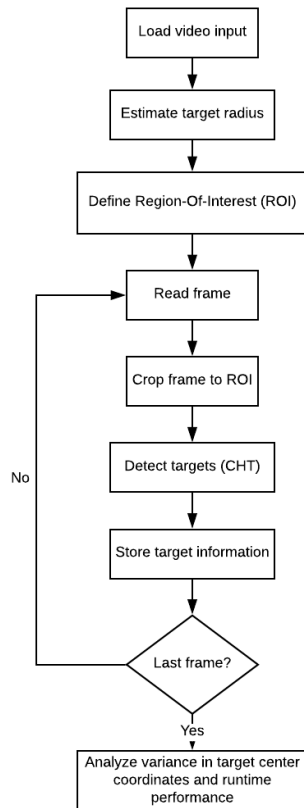 Load video input
Estimate target radius
Define Region-Of-Interest (ROI)
Read frame
Crop frame to ROI
No
Detect targets (CHT)
Store target information
Last frame?
Yes
Analyze variance in target center
coordinates and runtime
performance